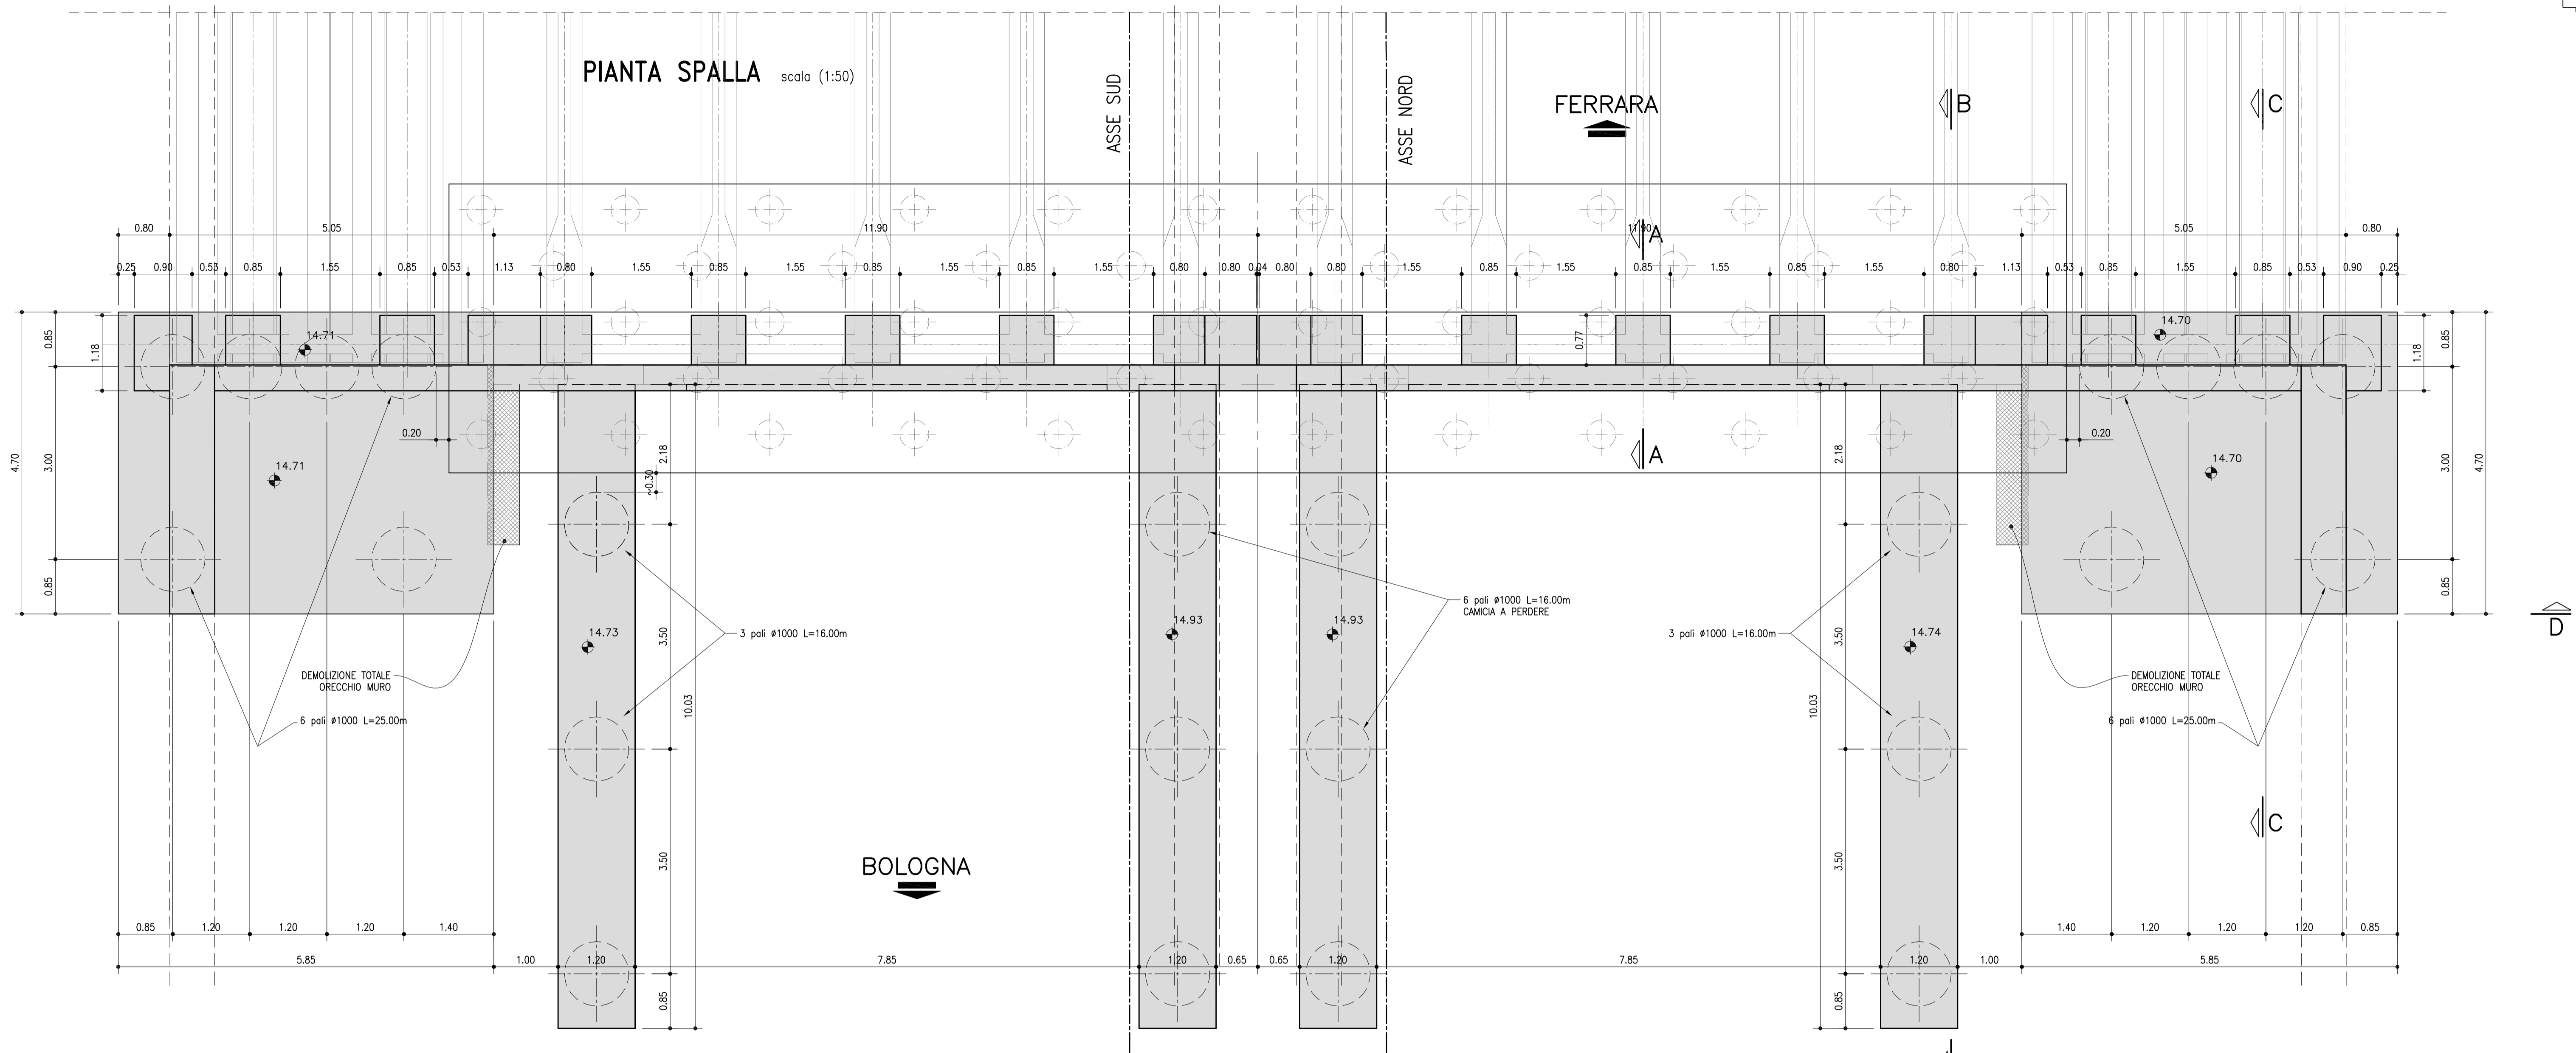 PIANTA SPALLA scala (1:50)
ASSE SUD
ASSE NORD
FERRARA
B
C
A
0.80
5.05
11.90
11.90
5.05
0.80
0.25 0.90 0.53 0.85 1.55 0.85 0.53 1.13 0.80 1.55 0.85 1.55 0.85 1.55 0.85 1.55 0.80 0.80 0.04 0.80 0.80 1.55 0.85 1.55 0.85 1.55 0.85 1.55 0.80 1.13 0.53 0.85 1.55 0.85 0.53 0.90 0.25
4.70
0.85
3.00
0.85
1.18
14.71
14.71
0.20
0.77
A
14.70
14.70
0.20
1.18
0.85
3.00
0.85
4.70
D
2.18
~0.30
3.50
3.50
0.85
10.03
2.18
3.50
3.50
0.85
10.03
14.73
14.93
14.93
14.74
3 pali ø1000 L=16.00m
6 pali ø1000 L=16.00m
CAMICIA A PERDERE
3 pali ø1000 L=16.00m
DEMOLIZIONE TOTALE
ORECCHIO MURO
6 pali ø1000 L=25.00m
DEMOLIZIONE TOTALE
ORECCHIO MURO
6 pali ø1000 L=25.00m
C
BOLOGNA
0.85 1.20 1.20 1.20 1.40
1.40 1.20 1.20 1.20 0.85
5.85 1.00 1.20 7.85 1.20 0.65 0.65 1.20 7.85 1.20 1.00 5.85